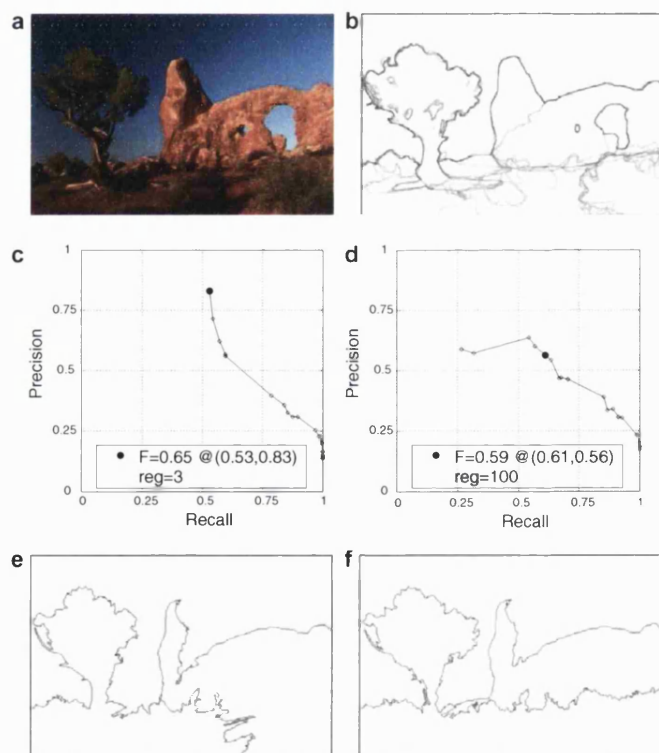 a
b
c
d
1
0.75
0.5
0.25
0
Precision
F=0.65 @(0.53,0.83)
reg=3
0
0.25
0.5
0.75
1
Recall
1
0.75
0.5
0.25
0
Precision
F=0.59 @(0.61,0.56)
reg=100
0
0.25
0.5
0.75
1
Recall
e
f